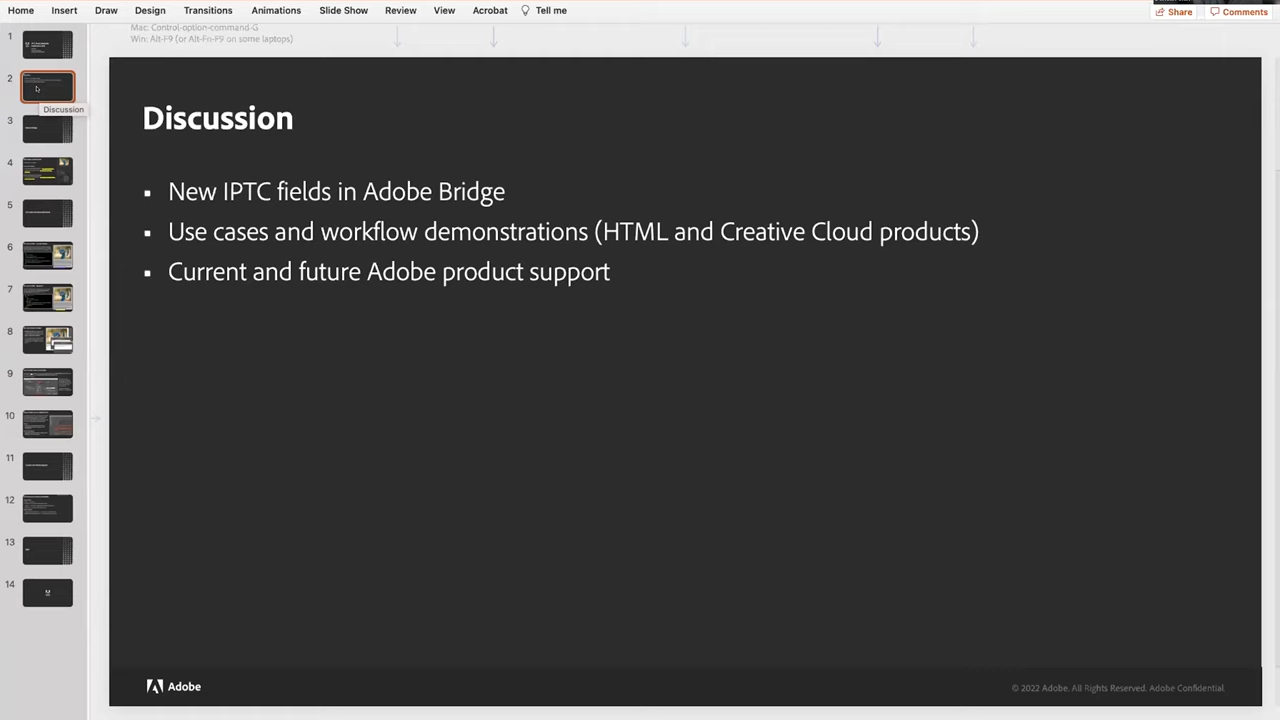 Home Insert Draw Design Transitions Animations Slide Show Review View Acrobat Tell me
Share Comments
Mac: Control-option-command-G
Win: Alt-F9 (or Alt-Fn-F9 on some laptops)
1
2
Discussion
3
4
5
6
7
8
9
10
11
12
13
14
Discussion
▪ New IPTC fields in Adobe Bridge
▪ Use cases and workflow demonstrations (HTML and Creative Cloud products)
▪ Current and future Adobe product support
Adobe
© 2022 Adobe. All Rights Reserved. Adobe Confidential.